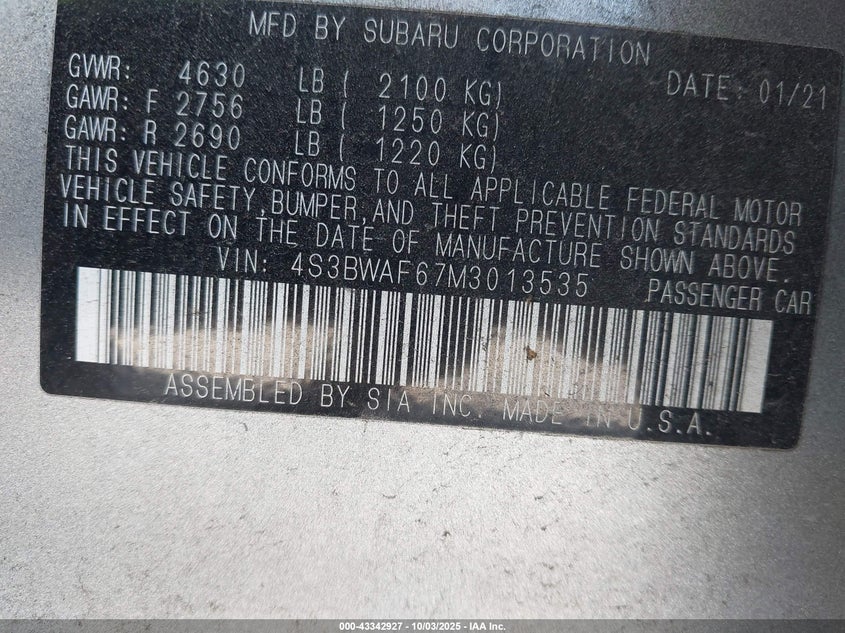 MFD BY SUBARU CORPORATION
GVWR: 4630 LB ( 2100 KG) DATE: 01/21
GAWR: F 2756 LB ( 1250 KG)
GAWR: R 2690 LB ( 1220 KG)
THIS VEHICLE CONFORMS TO ALL APPLICABLE FEDERAL MOTOR
VEHICLE SAFETY, BUMPER, AND THEFT PREVENTION STANDARDS
IN EFFECT ON THE DATE OF MANUFACTURE SHOWN ABOVE.
VIN: 4S3BWAF67M3013535 PASSENGER CAR
ASSEMBLED BY SIA INC. MADE IN U.S.A.
000-43342927 - 10/03/2025 - IAA Inc.